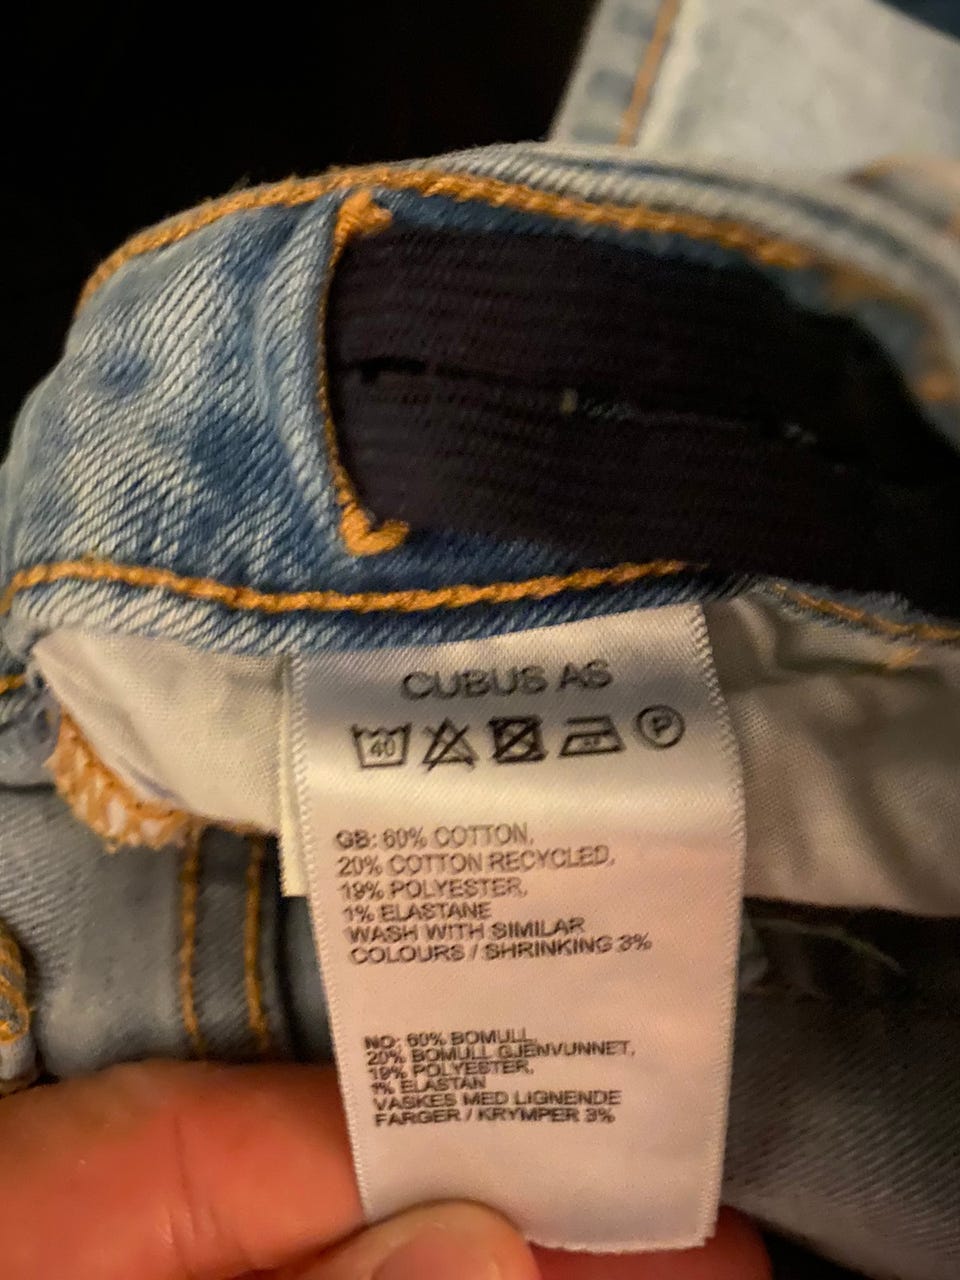 CUBUS AS
40 P
GB: 60% COTTON,
20% COTTON RECYCLED,
19% POLYESTER,
1% ELASTANE
WASH WITH SIMILAR
COLOURS / SHRINKING 3%
NO: 60% BOMULL,
20% BOMULL GJENVUNNET,
19% POLYESTER,
1% ELASTAN
VASKES MED LIGNENDE
FARGER / KRYMPER 3%